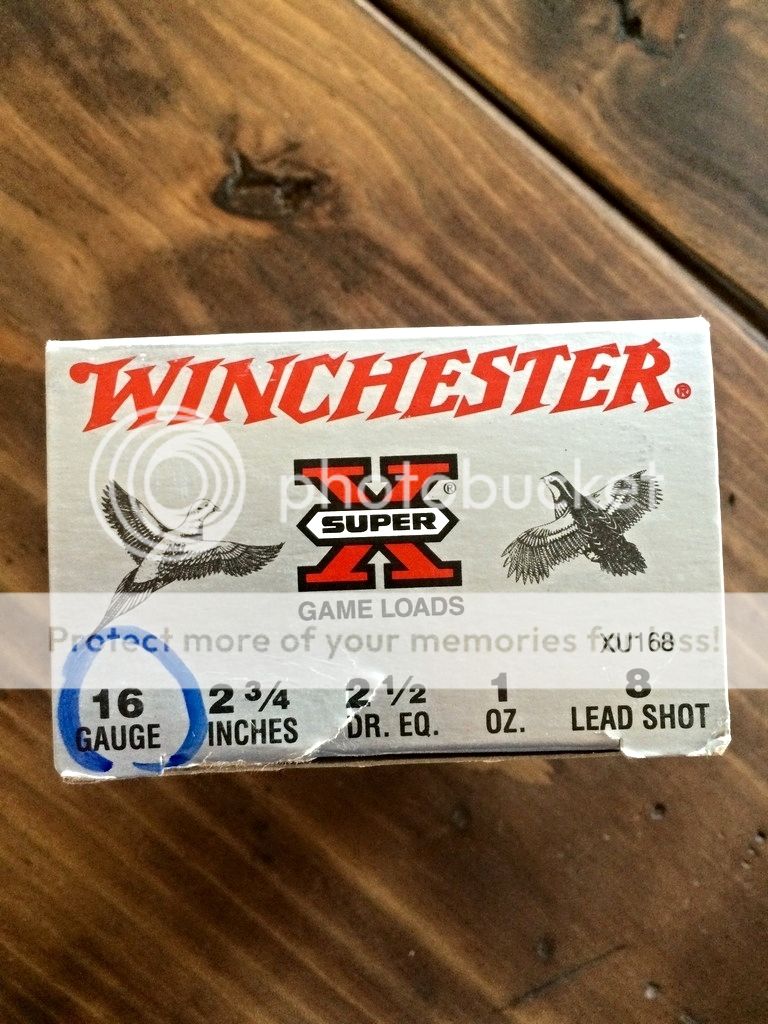 WINCHESTER®
X®
SUPER
photobucket
GAME LOADS
Protect more of your memories for less!
XU168
16 2 3/4 2 1/2 1 8
GAUGE INCHES DR. EQ. OZ. LEAD SHOT